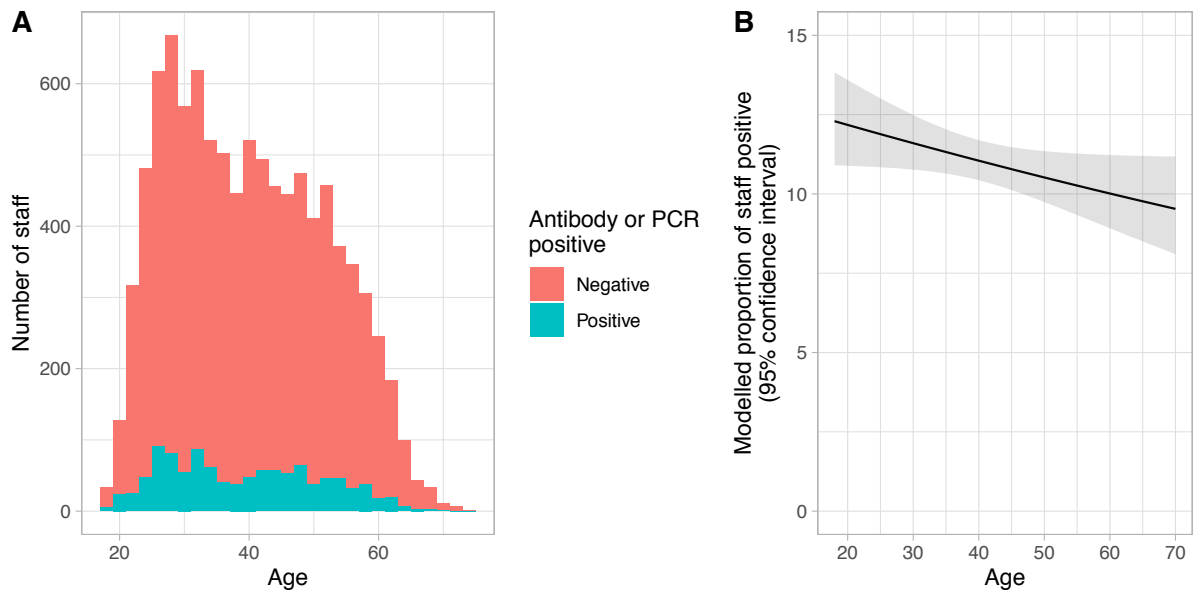 A
600
400
200
0
Number of staff
20 40 60
Age
Antibody or PCR
positive
Negative
Positive
B
15
10
5
0
Modelled proportion of staff positive
(95% confidence interval)
20 30 40 50 60 70
Age